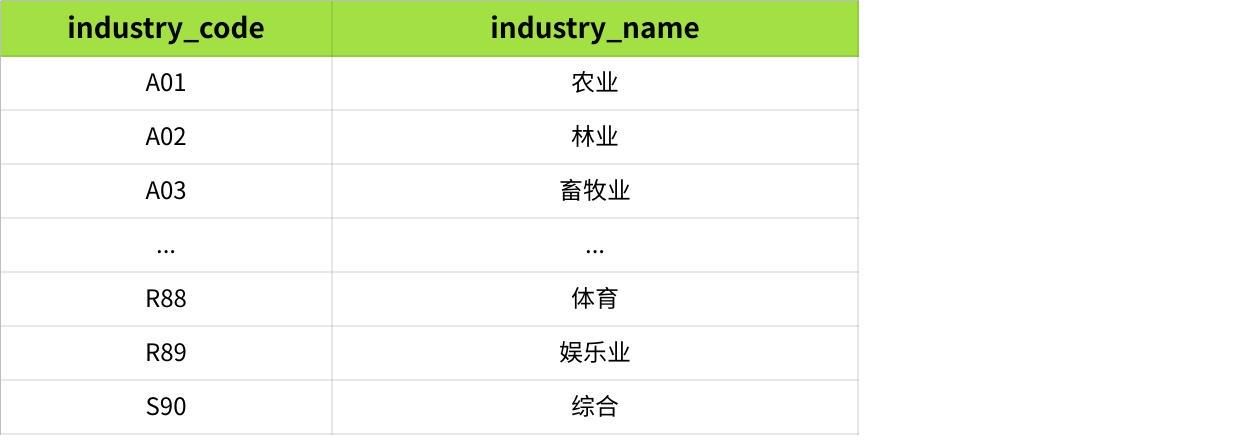 industry_code industry_name
A01 农业
A02 林业
A03 畜牧业
... ...
R88 体育
R89 娱乐业
S90 综合